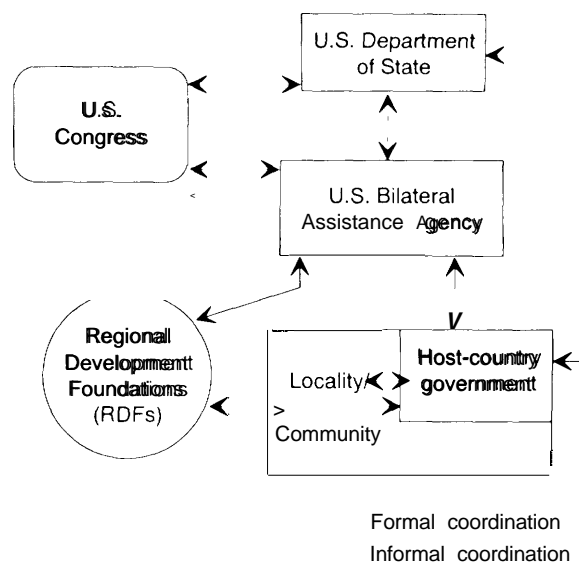 U.S. Department
of State
U.S.
Congress
U.S. Bilateral
Assistance Agency
Regional
Development
Foundations
(RDFs)
Host-country
government
Locality/
>
Community
V
<
Formal coordination
Informal coordination